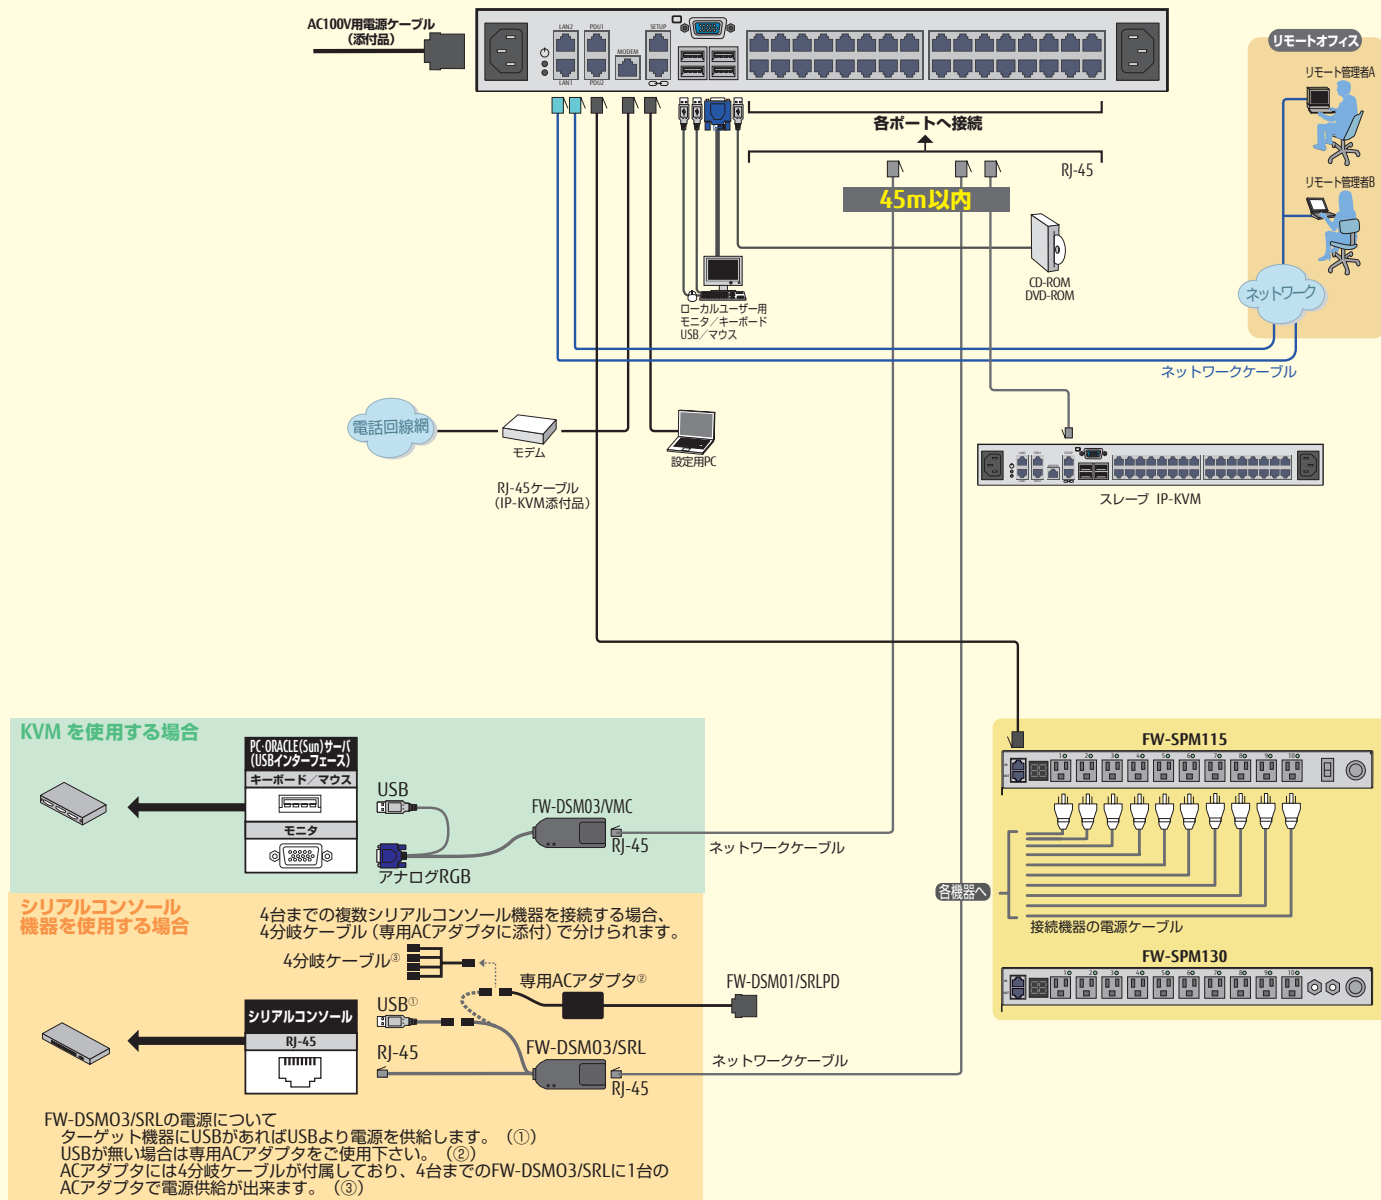 AC100V用電源ケーブル
（添付品）
LAN2
PDU1
SETUP
MODEM
LAN1
PDU2
各ポートへ接続
RJ-45
45m以内
リモートオフィス
リモート管理者A
リモート管理者B
ネットワーク
CD-ROM
DVD-ROM
ローカルユーザー用
モニタ／キーボード
USB／マウス
ネットワークケーブル
電話回線網
モデム
設定用PC
RJ-45ケーブル
（IP-KVM添付品）
スレーブ IP-KVM
KVM を使用する場合
PC･ORACLE(Sun)サーバ
(USBインターフェース)
キーボード／マウス
モニタ
USB
アナログRGB
FW-DSM03/VMC
RJ-45
ネットワークケーブル
FW-SPM115
1 2 3 4 5 6 7 8 9 10
各機器へ
接続機器の電源ケーブル
FW-SPM130
1 2 3 4 5 6 7 8 9 10
シリアルコンソール
機器を使用する場合
4台までの複数シリアルコンソール機器を接続する場合、
4分岐ケーブル（専用ACアダプタに添付）で分けられます。
4分岐ケーブル③
専用ACアダプタ②
FW-DSM01/SRLPD
USB①
シリアルコンソール
RJ-45
RJ-45
FW-DSM03/SRL
RJ-45
ネットワークケーブル
FW-DSM03/SRLの電源について
ターゲット機器にUSBがあればUSBより電源を供給します。（①）
USBが無い場合は専用ACアダプタをご使用下さい。（②）
ACアダプタには4分岐ケーブルが付属しており、4台までのFW-DSM03/SRLに1台の
ACアダプタで電源供給が出来ます。（③）